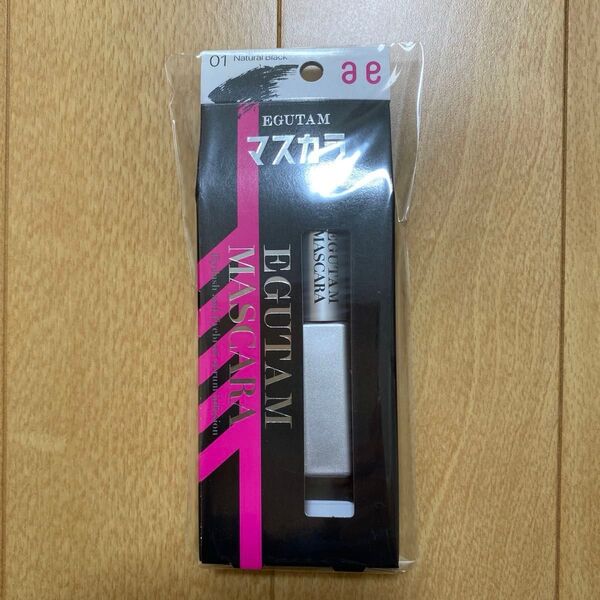 01 Natural Black
ae
EGUTAM
マスカラ
EGUTAM
MASCARA
EGUTAM
MASCARA